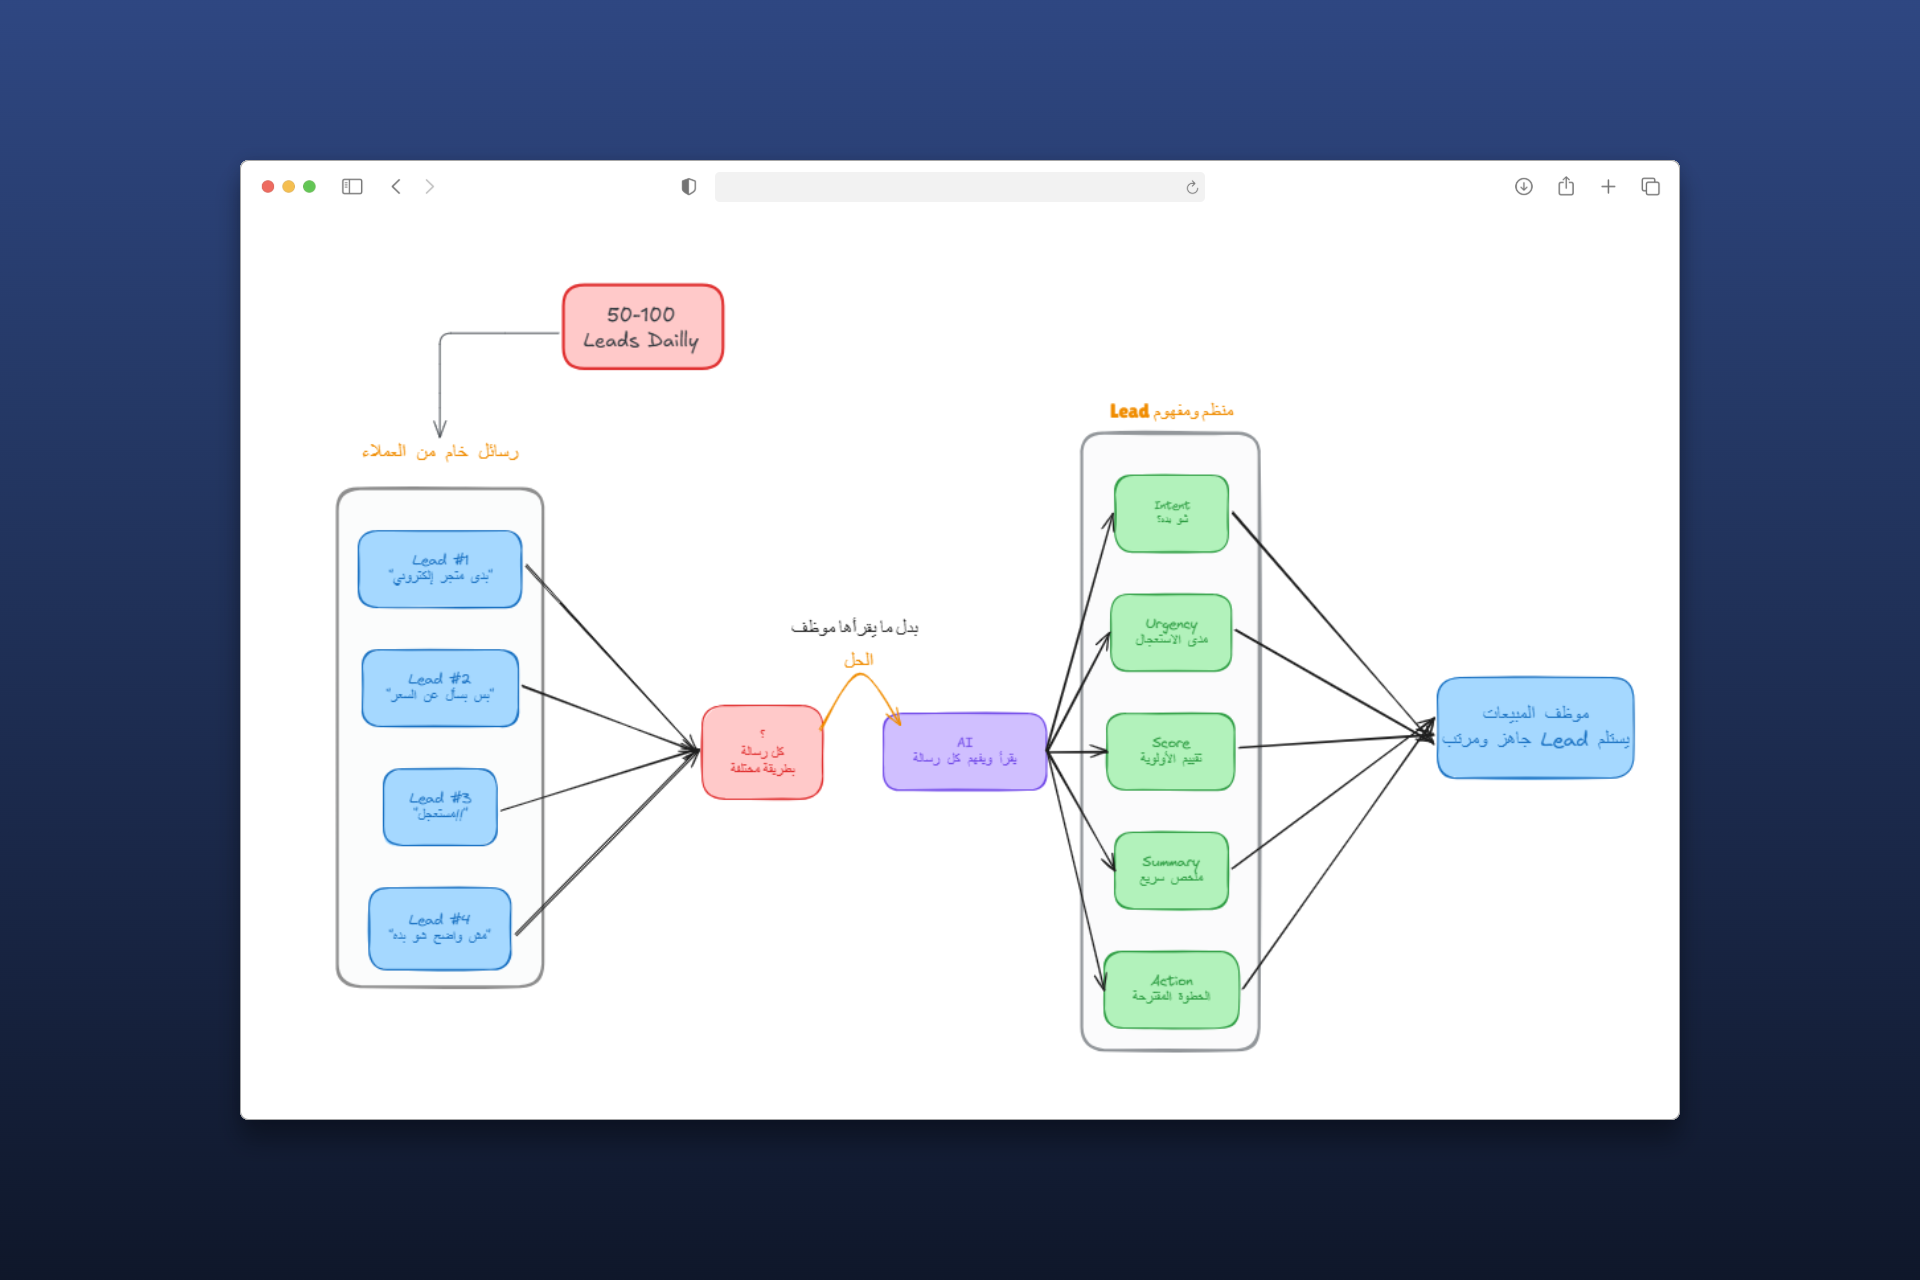 50-100
Leads Dailly
رسائل خام من العملاء
Lead #1
"بدى متجر إلكتروني"
Lead #2
"بس يسأل عن السعر"
Lead #3
"مستعجل!!"
Lead #4
"مش واضح شو بده"
؟
كل رسالة
بطريقة مختلفة
بدل ما يقرأها موظف
الحل
AI
يقرأ ويفهم كل رسالة
Lead منظم ومفهوم
Intent
شو بده؟
Urgency
مدى الاستعجال
Score
تقييم الأولوية
Summary
ملخص سريع
Action
الخطوة المقترحة
موظف المبيعات
يستلم Lead جاهز ومرتب